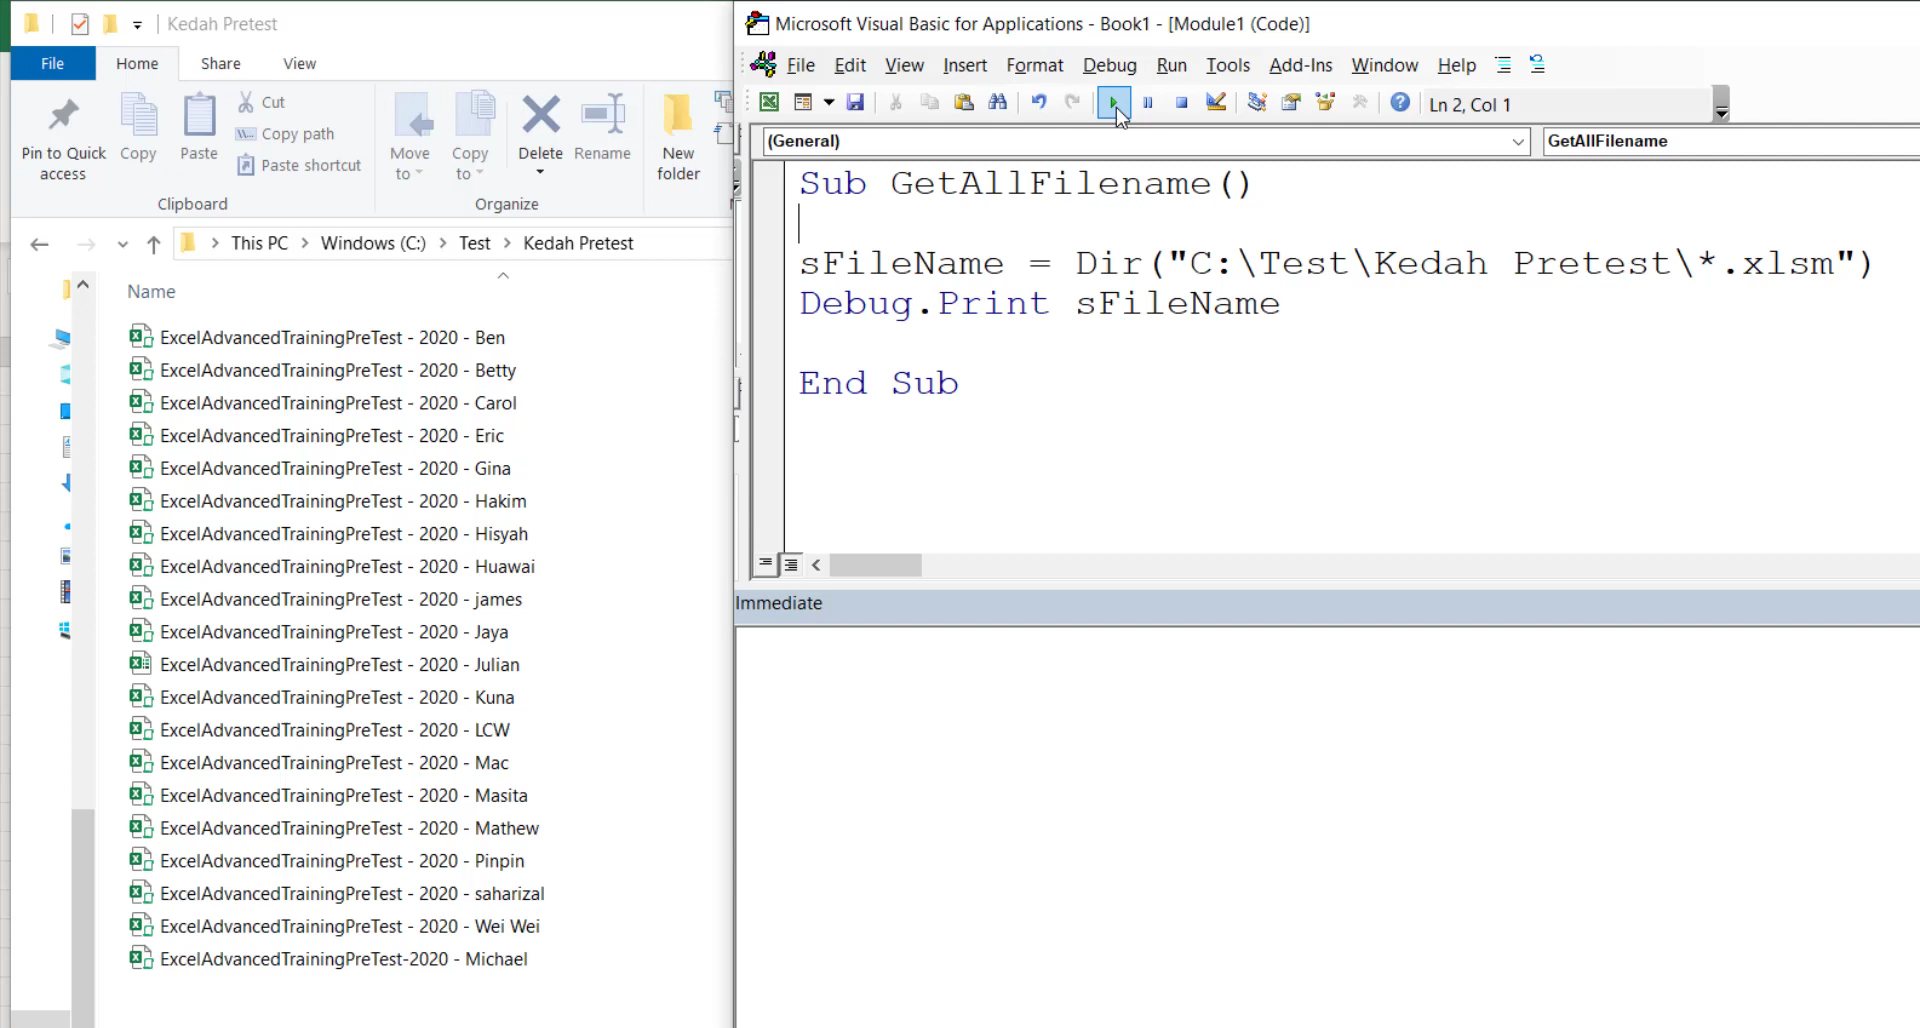 Kedah Pretest
File Home Share View
Pin to Quick access
Copy
Paste
Cut
Copy path
Paste shortcut
Clipboard
Move to
Copy to
Delete
Rename
Organize
New folder
This PC > Windows (C:) > Test > Kedah Pretest
Name
ExcelAdvancedTrainingPreTest - 2020 - Ben
ExcelAdvancedTrainingPreTest - 2020 - Betty
ExcelAdvancedTrainingPreTest - 2020 - Carol
ExcelAdvancedTrainingPreTest - 2020 - Eric
ExcelAdvancedTrainingPreTest - 2020 - Gina
ExcelAdvancedTrainingPreTest - 2020 - Hakim
ExcelAdvancedTrainingPreTest - 2020 - Hisyah
ExcelAdvancedTrainingPreTest - 2020 - Huawai
ExcelAdvancedTrainingPreTest - 2020 - james
ExcelAdvancedTrainingPreTest - 2020 - Jaya
ExcelAdvancedTrainingPreTest - 2020 - Julian
ExcelAdvancedTrainingPreTest - 2020 - Kuna
ExcelAdvancedTrainingPreTest - 2020 - LCW
ExcelAdvancedTrainingPreTest - 2020 - Mac
ExcelAdvancedTrainingPreTest - 2020 - Masita
ExcelAdvancedTrainingPreTest - 2020 - Mathew
ExcelAdvancedTrainingPreTest - 2020 - Pinpin
ExcelAdvancedTrainingPreTest - 2020 - saharizal
ExcelAdvancedTrainingPreTest - 2020 - Wei Wei
ExcelAdvancedTrainingPreTest-2020 - Michael
Microsoft Visual Basic for Applications - Book1 - [Module1 (Code)]
File Edit View Insert Format Debug Run Tools Add-Ins Window Help
Ln 2, Col 1
(General)
GetAllFilename
Sub GetAllFilename()
sFileName = Dir("C:\Test\Kedah Pretest\*.xlsm")
Debug.Print sFileName
End Sub
Immediate